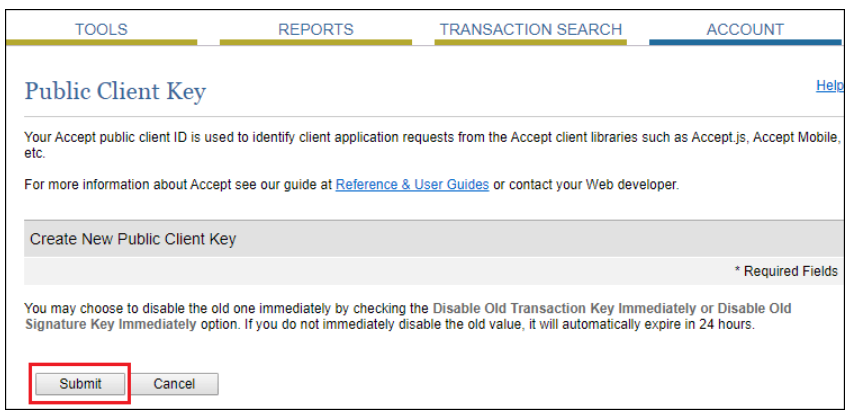 TOOLS REPORTS TRANSACTION SEARCH ACCOUNT
Public Client Key Help
Your Accept public client ID is used to identify client application requests from the Accept client libraries such as Accept.js, Accept Mobile,
etc.
For more information about Accept see our guide at Reference & User Guides or contact your Web developer.
Create New Public Client Key
* Required Fields
You may choose to disable the old one immediately by checking the Disable Old Transaction Key Immediately or Disable Old
Signature Key Immediately option. If you do not immediately disable the old value, it will automatically expire in 24 hours.
Submit Cancel